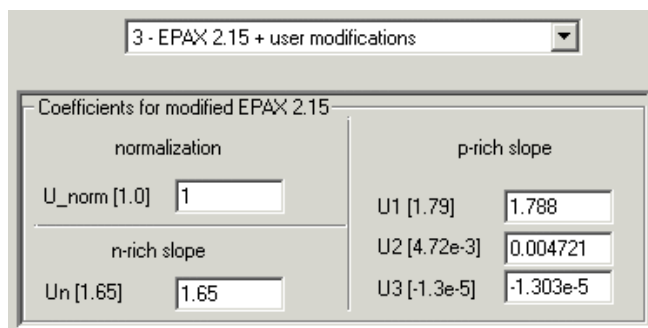 3 - EPAX 2.15 + user modifications
Coefficients for modified EPAX 2.15
normalization
U_norm [1.0] 1
n-rich slope
Un [1.65] 1.65
p-rich slope
U1 [1.79] 1.788
U2 [4.72e-3] 0.004721
U3 [-1.3e-5] -1.303e-5